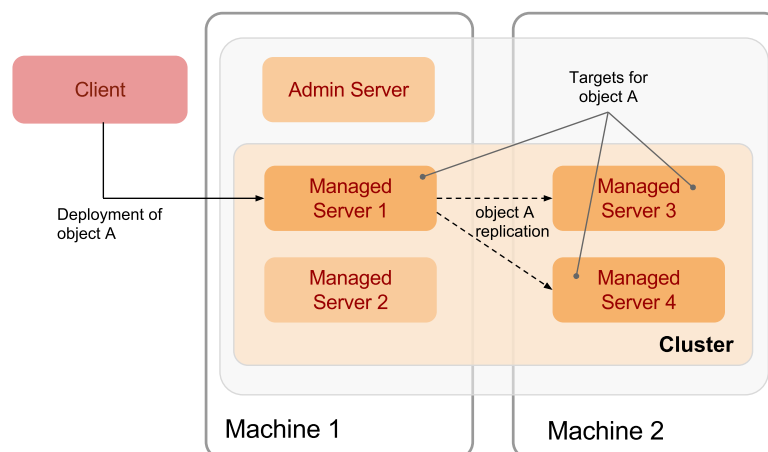 Client
Admin Server
Targets for
object A
Managed
Server 1
Managed
Server 3
Deployment of
object A
object A
replication
Managed
Server 2
Managed
Server 4
Cluster
Machine 1
Machine 2